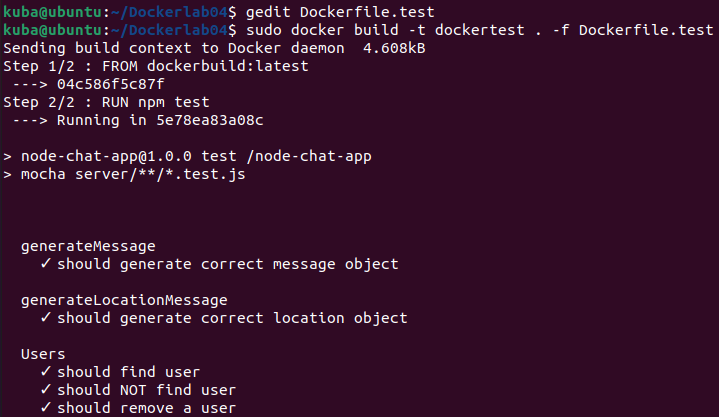 kuba@ubuntu:~/Dockerlab04$ gedit Dockerfile.test
kuba@ubuntu:~/Dockerlab04$ sudo docker build -t dockertest . -f Dockerfile.test
Sending build context to Docker daemon  4.608kB
Step 1/2 : FROM dockerbuild:latest
 ---> 04c586f5c87f
Step 2/2 : RUN npm test
 ---> Running in 5e78ea83a08c
> node-chat-app@1.0.0 test /node-chat-app
> mocha server/**/*.test.js
generateMessage
✓ should generate correct message object
generateLocationMessage
✓ should generate correct location object
Users
✓ should find user
✓ should NOT find user
✓ should remove a user